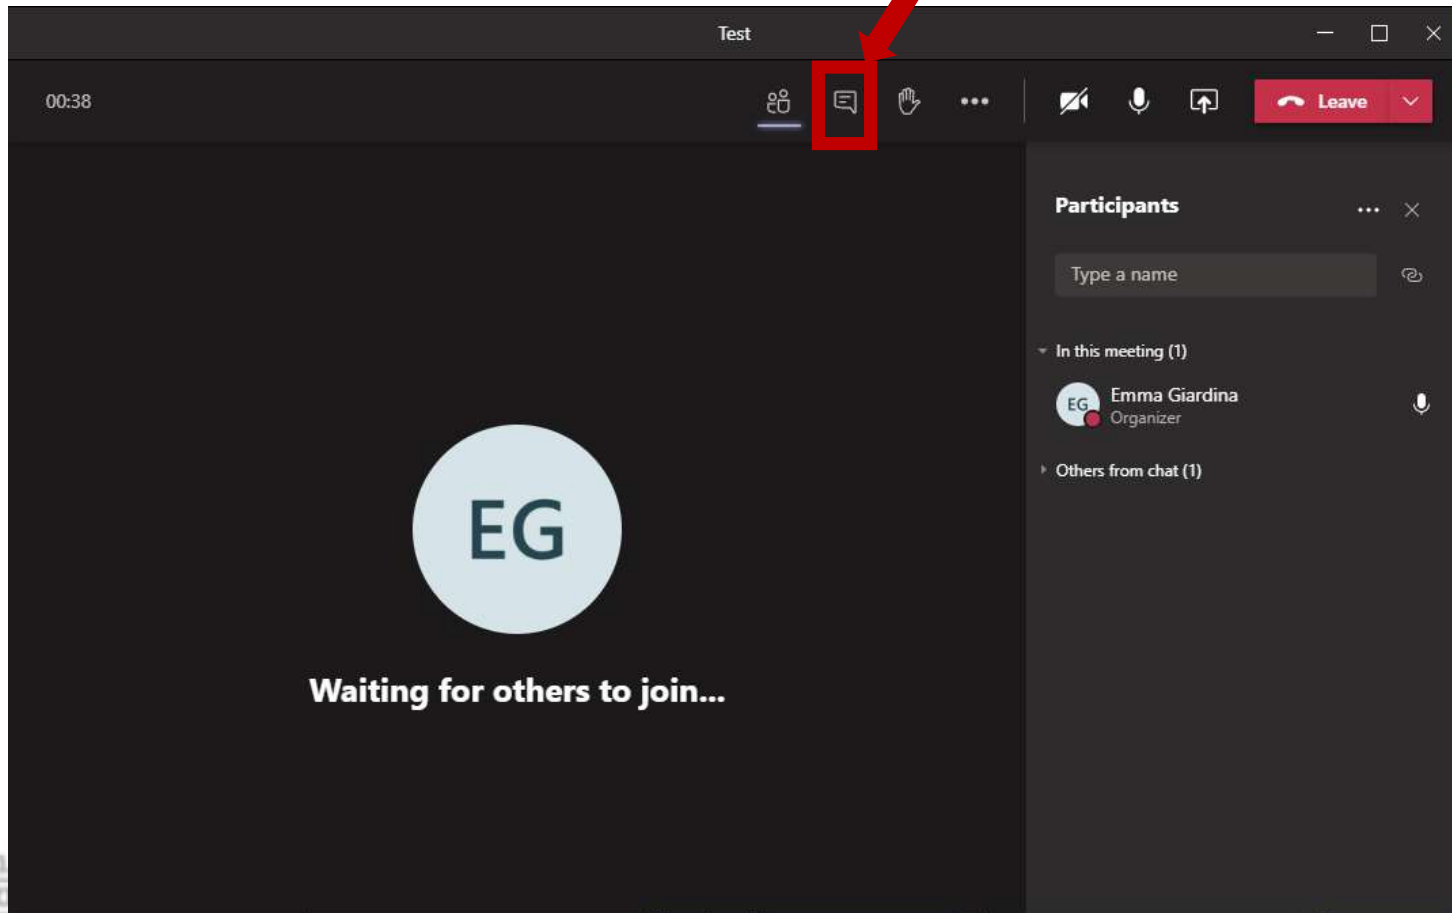 Test
00:38
Leave
Participants
Type a name
In this meeting (1)
EG
Emma Giardina
Organizer
Others from chat (1)
EG
Waiting for others to join...